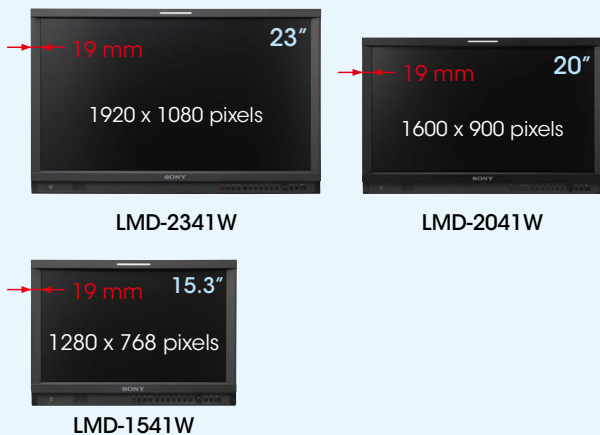 23″
19 mm
1920 x 1080 pixels
SONY
LMD-2341W
20″
19 mm
1600 x 900 pixels
SONY
LMD-2041W
15.3″
19 mm
1280 x 768 pixels
SONY
LMD-1541W